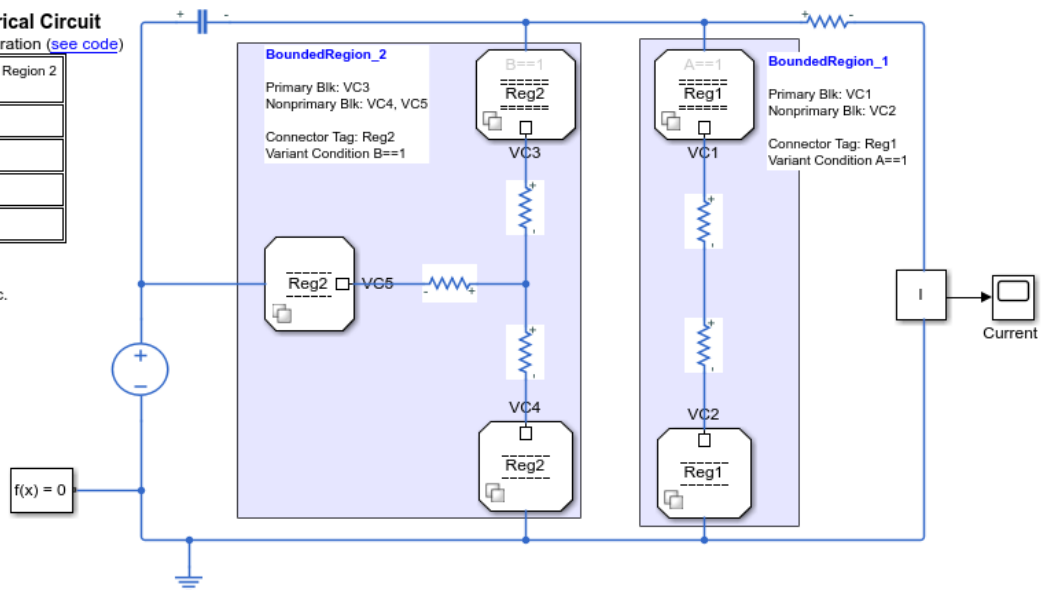 rical Circuit
ration (see code)
Region 2
c.
f(x) = 0
+ -
+
−
BoundedRegion_2
Primary Blk: VC3
Nonprimary Blk: VC4, VC5
Connector Tag: Reg2
Variant Condition B==1
B==1
Reg2
VC3
+
-
Reg2
VC5
- +
+
-
VC4
Reg2
A==1
Reg1
VC1
+
-
+
-
VC2
Reg1
+ -
BoundedRegion_1
Primary Blk: VC1
Nonprimary Blk: VC2
Connector Tag: Reg1
Variant Condition A==1
I
Current